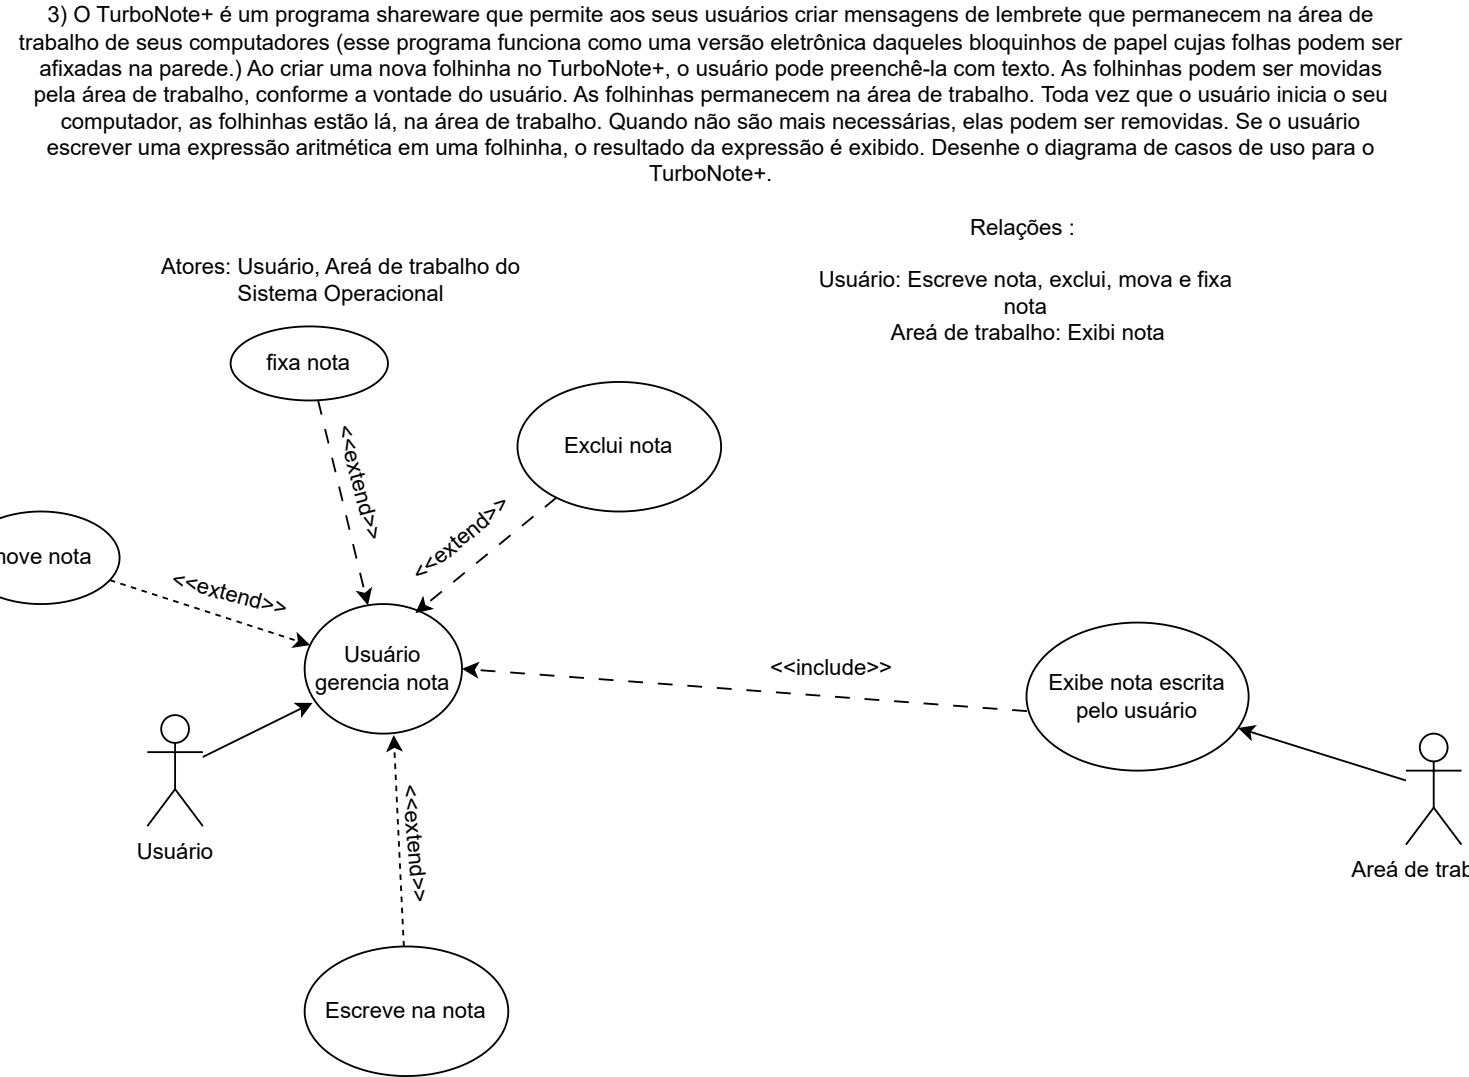 3) O TurboNote+ é um programa shareware que permite aos seus usuários criar mensagens de lembrete que permanecem na área de
trabalho de seus computadores (esse programa funciona como uma versão eletrônica daqueles bloquinhos de papel cujas folhas podem ser
afixadas na parede.) Ao criar uma nova folhinha no TurboNote+, o usuário pode preenchê-la com texto. As folhinhas podem ser movidas
pela área de trabalho, conforme a vontade do usuário. As folhinhas permanecem na área de trabalho. Toda vez que o usuário inicia o seu
computador, as folhinhas estão lá, na área de trabalho. Quando não são mais necessárias, elas podem ser removidas. Se o usuário
escrever uma expressão aritmética em uma folhinha, o resultado da expressão é exibido. Desenhe o diagrama de casos de uso para o
TurboNote+.
Relações :
Atores: Usuário, Areá de trabalho do
Sistema Operacional
Usuário: Escreve nota, exclui, mova e fixa
nota
Areá de trabalho: Exibi nota
fixa nota
Exclui nota
<<extend>>
<<extend>>
nota
<<extend>>
Usuário
gerencia nota
<<include>>
Exibe nota escrita
pelo usuário
<<extend>>
Usuário
Areá de
Escreve na nota